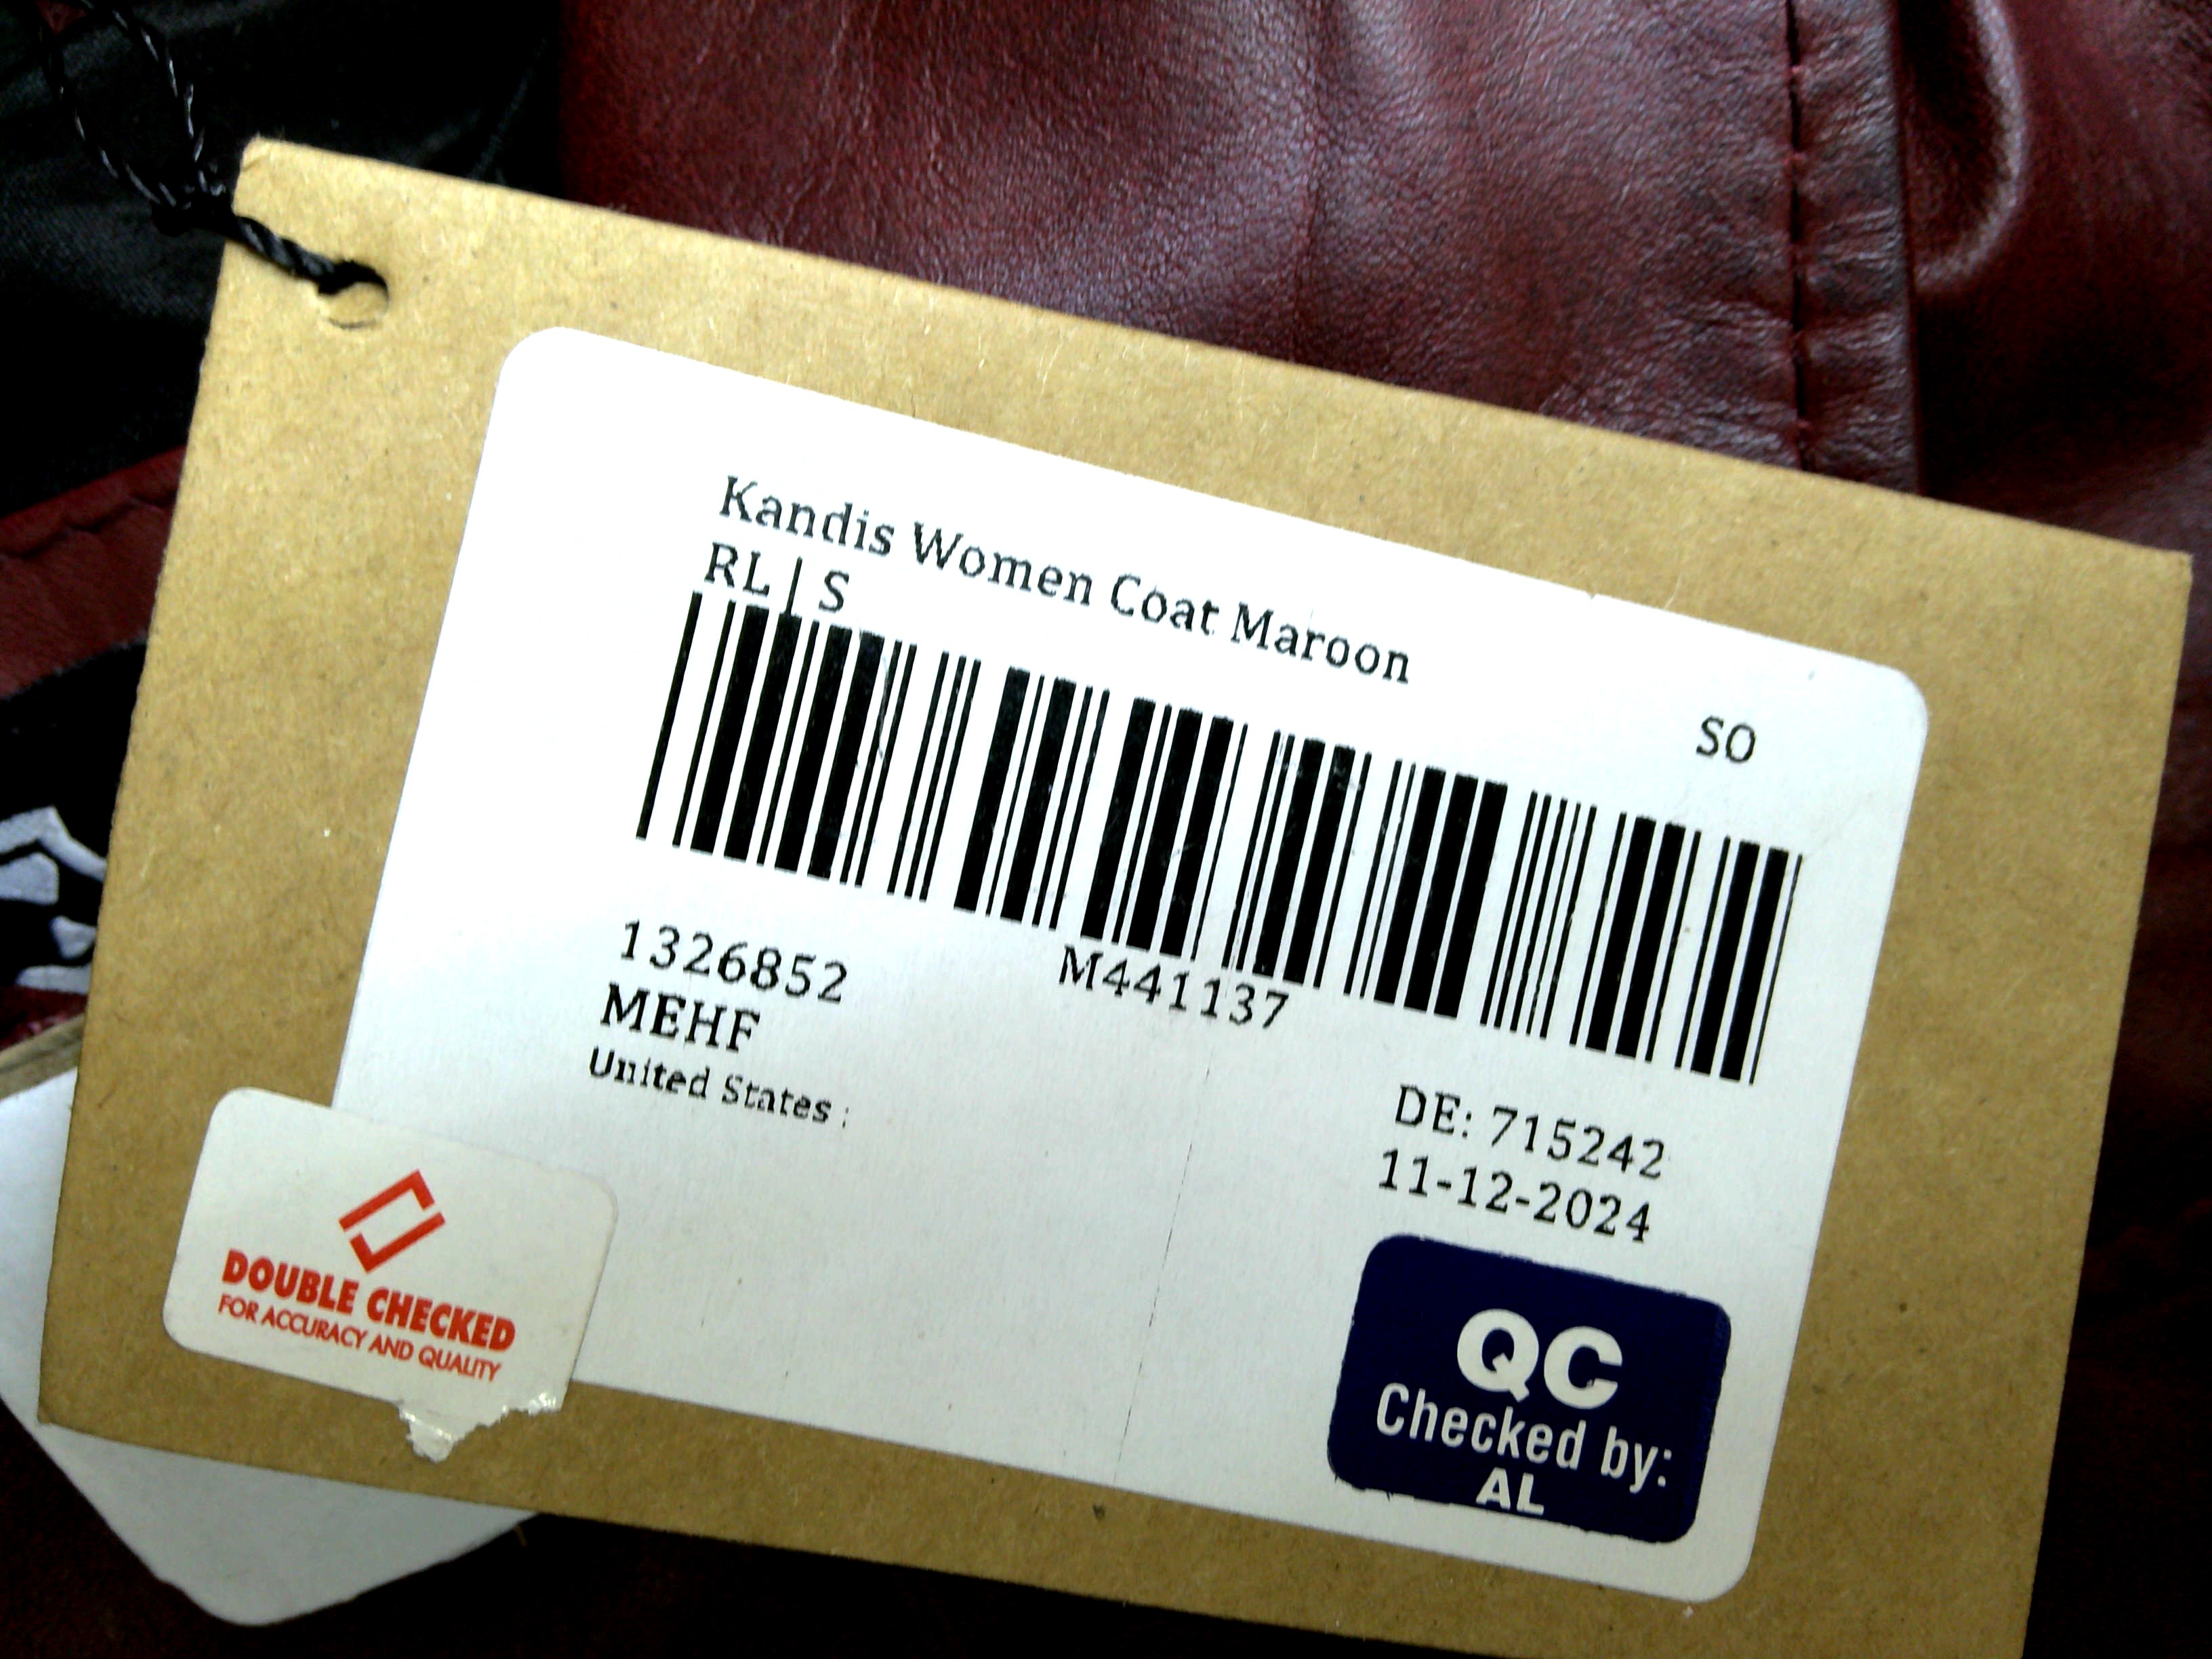 Kandis Women Coat Maroon
RL | S
SO
M441137
1326852
MEHF
United States :
DE: 715242
11-12-2024
DOUBLE CHECKED
FOR ACCURACY AND QUALITY
QC
Checked by:
AL